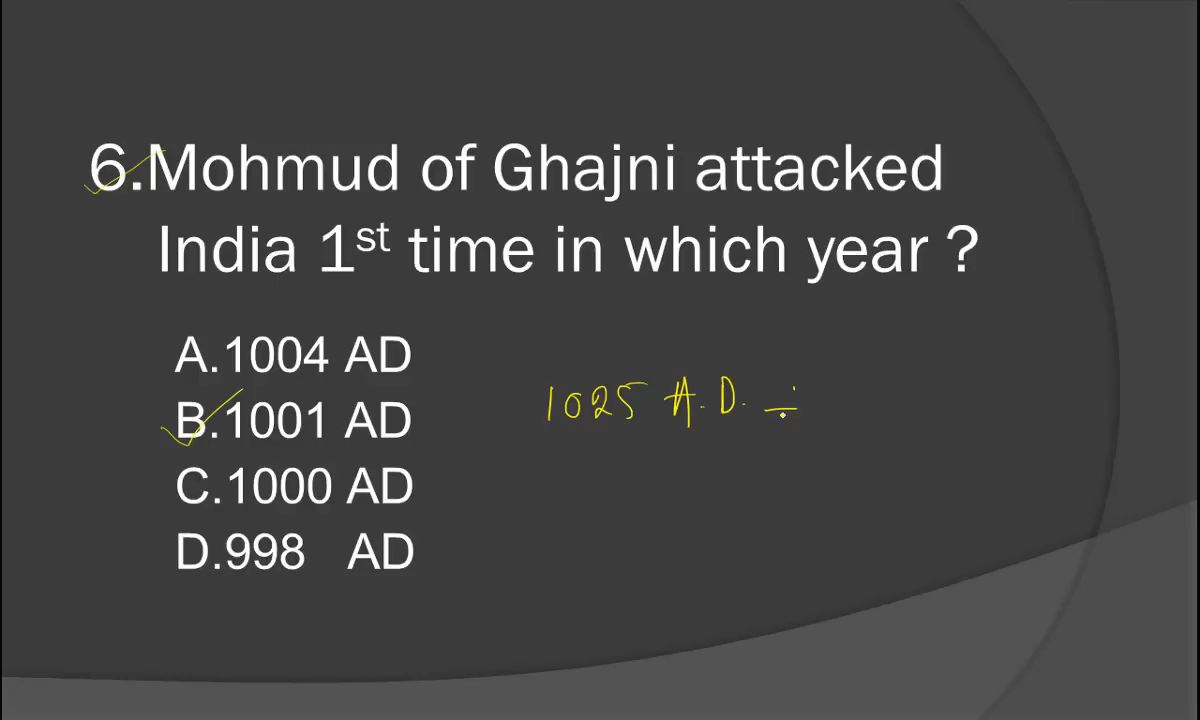 6.Mohmud of Ghajni attacked
India 1st time in which year ?
A.1004 AD
B.1001 AD
1025 A.D.
C.1000 AD
D.998 AD